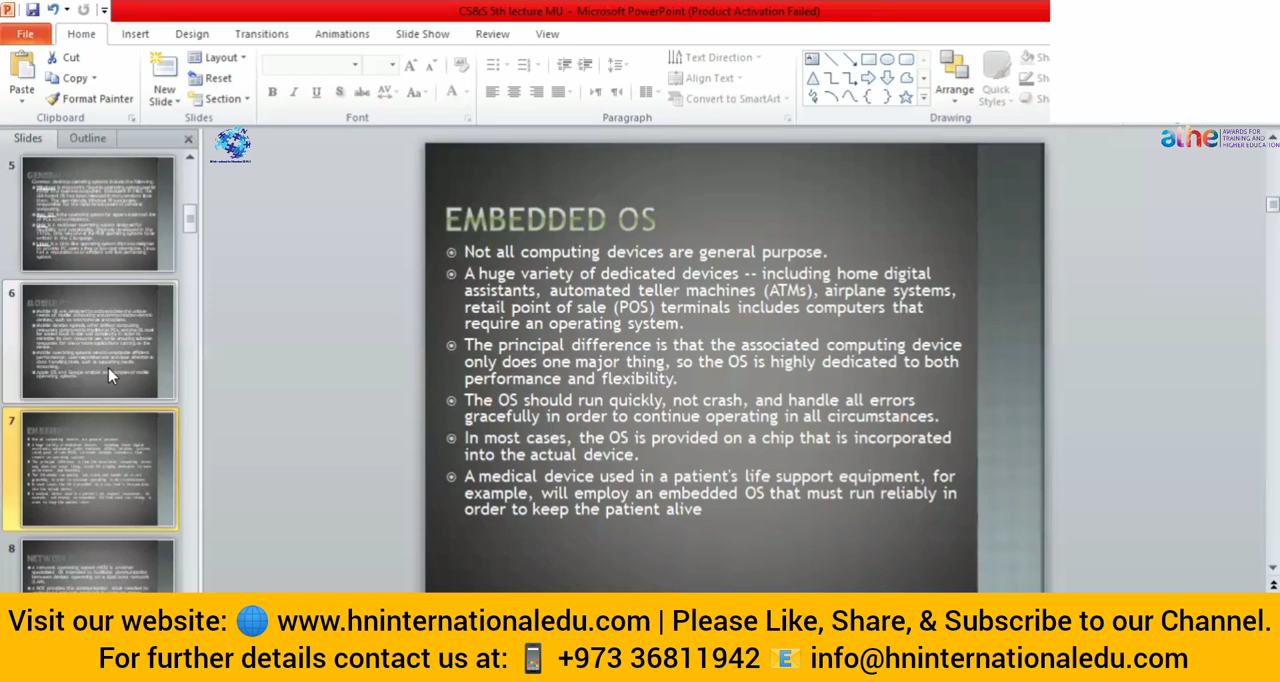 CS&S 5th lecture MU - Microsoft PowerPoint (Product Activation Failed)
File Home Insert Design Transitions Animations Slide Show Review View
Paste
Cut
Copy
Format Painter
Clipboard
New
Slide
Layout
Reset
Section
Slides
Font
Text Direction
Align Text
Convert to SmartArt
Paragraph
Arrange
Quick
Styles
Sh
Sh
Sh
Drawing
Slides Outline
5
6
7
8
athe AWARDS FOR
TRAINING AND
HIGHER EDUCATION
EMBEDDED OS
Not all computing devices are general purpose.
A huge variety of dedicated devices -- including home digital
assistants, automated teller machines (ATMs), airplane systems,
retail point of sale (POS) terminals includes computers that
require an operating system.
The principal difference is that the associated computing device
only does one major thing, so the OS is highly dedicated to both
performance and flexibility.
The OS should run quickly, not crash, and handle all errors
gracefully in order to continue operating in all circumstances.
In most cases, the OS is provided on a chip that is incorporated
into the actual device.
A medical device used in a patient's life support equipment, for
example, will employ an embedded OS that must run reliably in
order to keep the patient alive
Visit our website: 🌐 www.hninternationaledu.com | Please Like, Share, & Subscribe to our Channel.
For further details contact us at: 📱 +973 36811942 📧 info@hninternationaledu.com